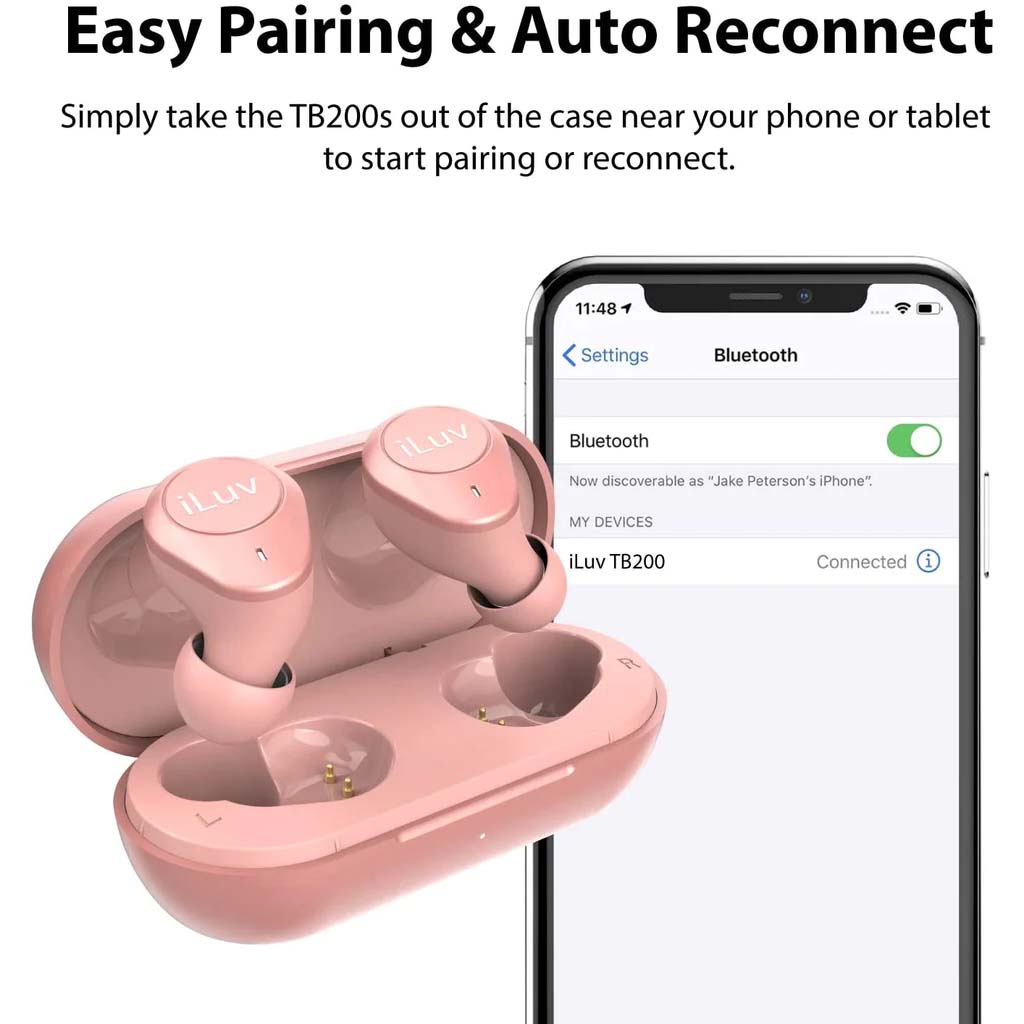 Easy Pairing & Auto Reconnect
Simply take the TB200s out of the case near your phone or tablet
to start pairing or reconnect.
11:48
Settings
Bluetooth
Bluetooth
Now discoverable as “Jake Peterson’s iPhone”.
MY DEVICES
iLuv TB200
Connected
iLuv
iLuv
R
L